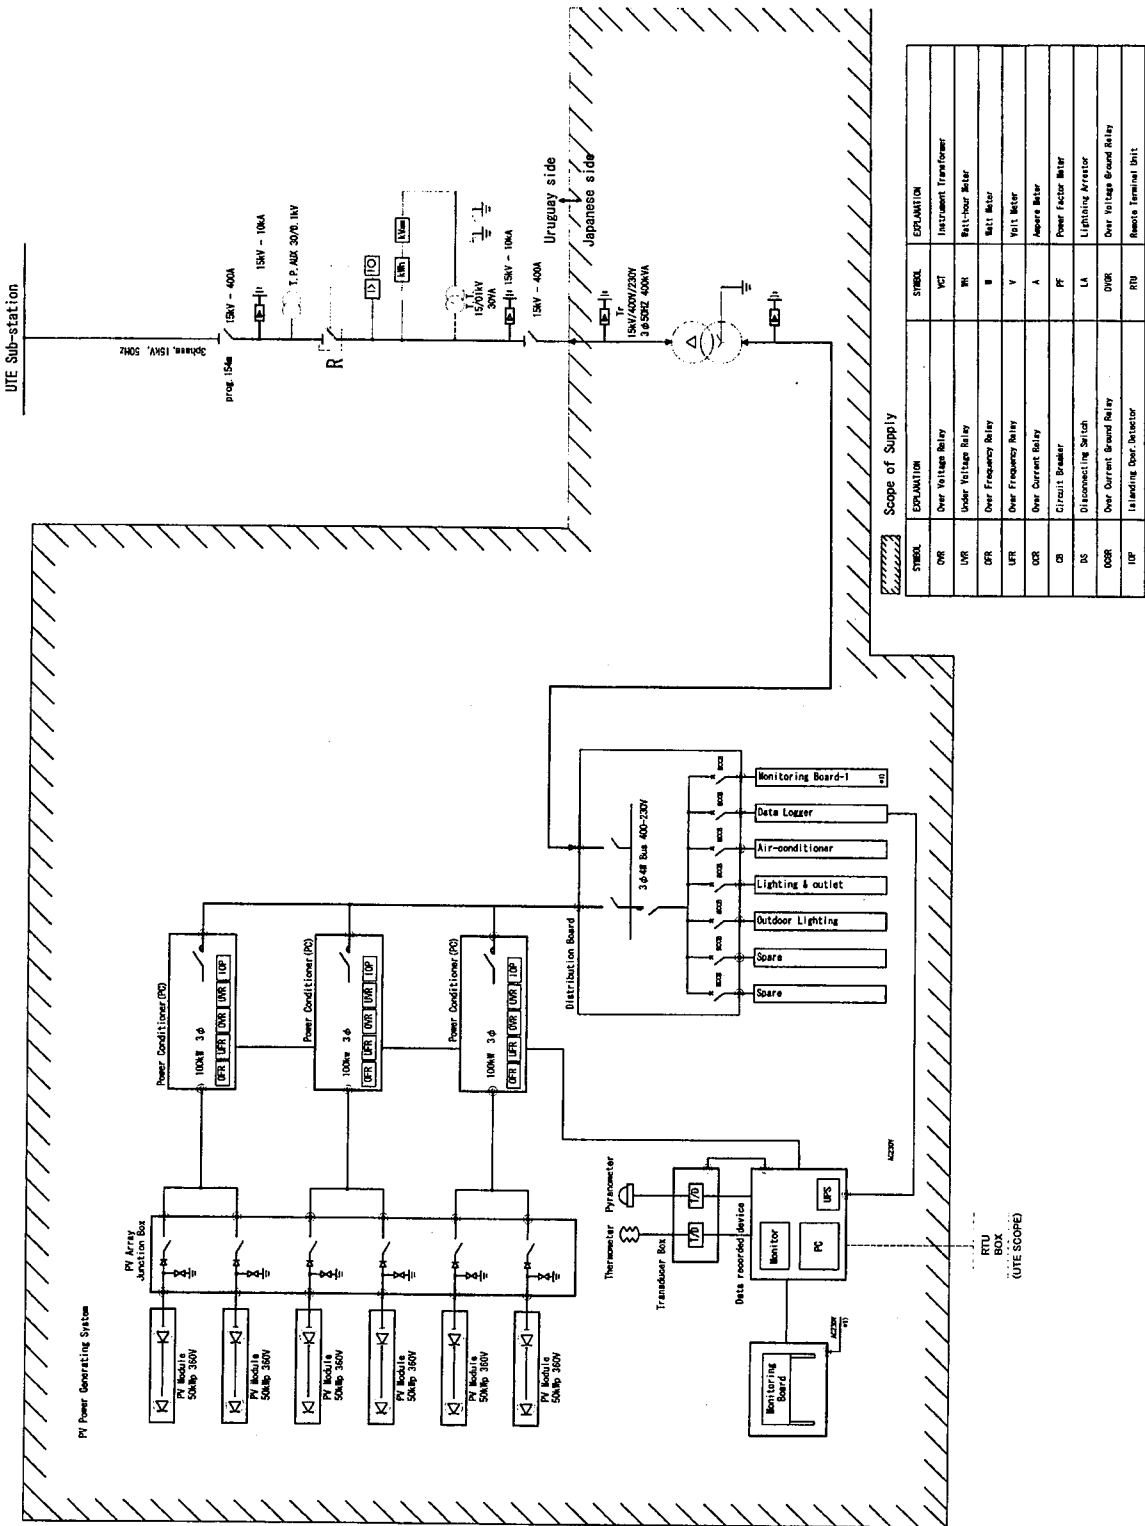 UTE Sub-station
3phase, 15kV, 50Hz
prog. 154m
15kV - 400A
15kV - 10kA
T.P. AUX 30/0.1kV
R
I>
IO
kWh
kVarh
T.T.
15/01kV
30VA
15kV - 10kA
15kV - 400A
Uruguay side
Japanese side
Tr
15kV/400V/230V
3φ50HZ 400kVA
PV Power Generating System
PV Module
50kWp 360V
PV Module
50kWp 360V
PV Module
50kWp 360V
PV Module
50kWp 360V
PV Module
50kWp 360V
PV Module
50kWp 360V
PV Array
Junction Box
Power Conditioner(PC)
100kW 3φ
OFR UFR OVR UVR IOP
Power Conditioner(PC)
100kW 3φ
OFR UFR OVR UVR IOP
Power Conditioner(PC)
100kW 3φ
OFR UFR OVR UVR IOP
Distribution Board
3φ4W Bus 400-230V
MCCB
MCCB
MCCB
MCCB
MCCB
MCCB
MCCB
Monitoring Board-1
*1)
Data Logger
Air-conditioner
Lighting & outlet
Outdoor Lighting
Spare
Spare
Thermometer
Pyranometer
Transducer Box
T/D
T/D
Data recorded device
Monitor
PC
UPS
AC230V
Monitoring
Board
AC230V
*1)
RTU
BOX
(UTE SCOPE)
Scope of Supply
SYMBOL EXPLANATION SYMBOL EXPLANATION
OVR Over Voltage Relay VCT Instrument Transformer
UVR Under Voltage Relay WH Watt-hour Meter
OFR Over Frequency Relay W Watt Meter
UFR Over Frequency Relay V Volt Meter
OCR Over Current Relay A Ampere Meter
CB Circuit Breaker PF Power Factor Meter
DS Disconnecting Switch LA Lightning Arrestor
OCGR Over Current Ground Relay OVGR Over Voltage Ground Relay
IOP Islanding Oper. Detector RTU Remote Terminal Unit